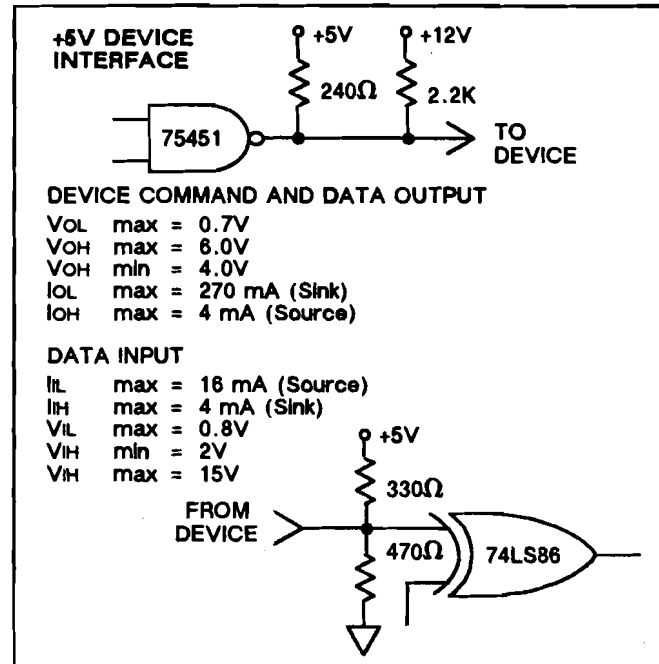 +5V DEVICE
INTERFACE
+5V
+12V
240Ω
2.2K
75451
TO
DEVICE
DEVICE COMMAND AND DATA OUTPUT
VOL max = 0.7V
VOH max = 6.0V
VOH min = 4.0V
IOL max = 270 mA (Sink)
IOH max = 4 mA (Source)
DATA INPUT
IIL max = 16 mA (Source)
IIH max = 4 mA (Sink)
VIL max = 0.8V
VIH min = 2V
VIH max = 15V
+5V
330Ω
FROM
DEVICE
470Ω
74LS86